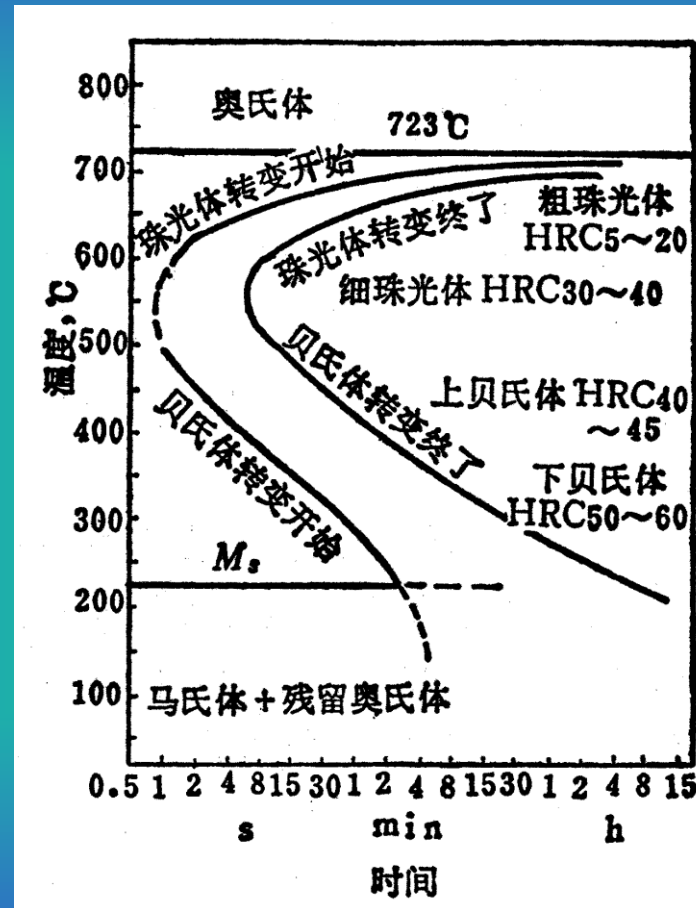 800
奥氏体
723℃
700
珠光体转变开始
珠光体转变终了
粗珠光体
HRC5～20
600
细珠光体 HRC30～40
温度,℃
500
贝氏体转变终了
上贝氏体 HRC40
～45
400
贝氏体转变开始
下贝氏体
HRC50～60
300
Ms
200
100
马氏体＋残留奥氏体
0.5 1 2 4 8 15 30 1 2 4 8 15 30 1 2 4 8 15
s min h
时间